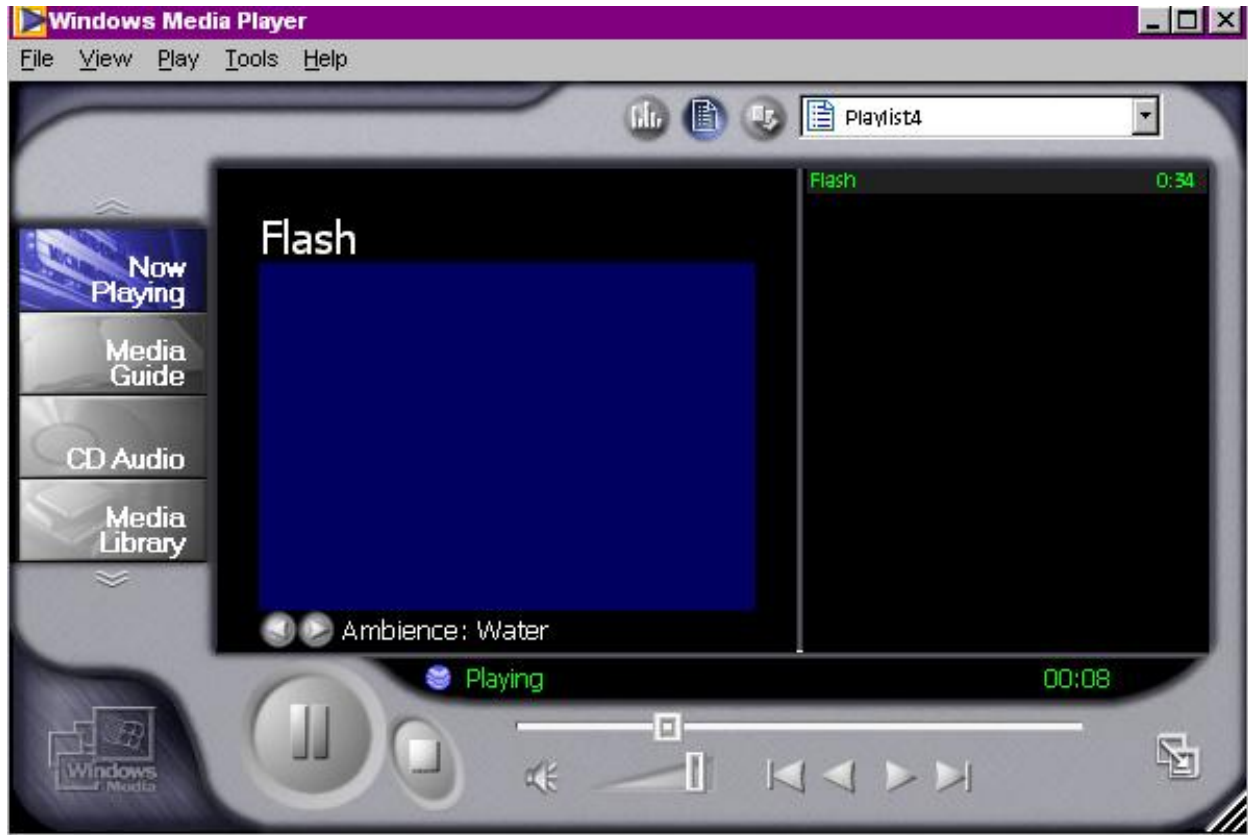 Windows Media Player
File View Play Tools Help
Playlist4
Flash 0:34
Flash
Now
Playing
Media
Guide
CD Audio
Media
Library
Ambience: Water
Playing 00:08
Windows
Media